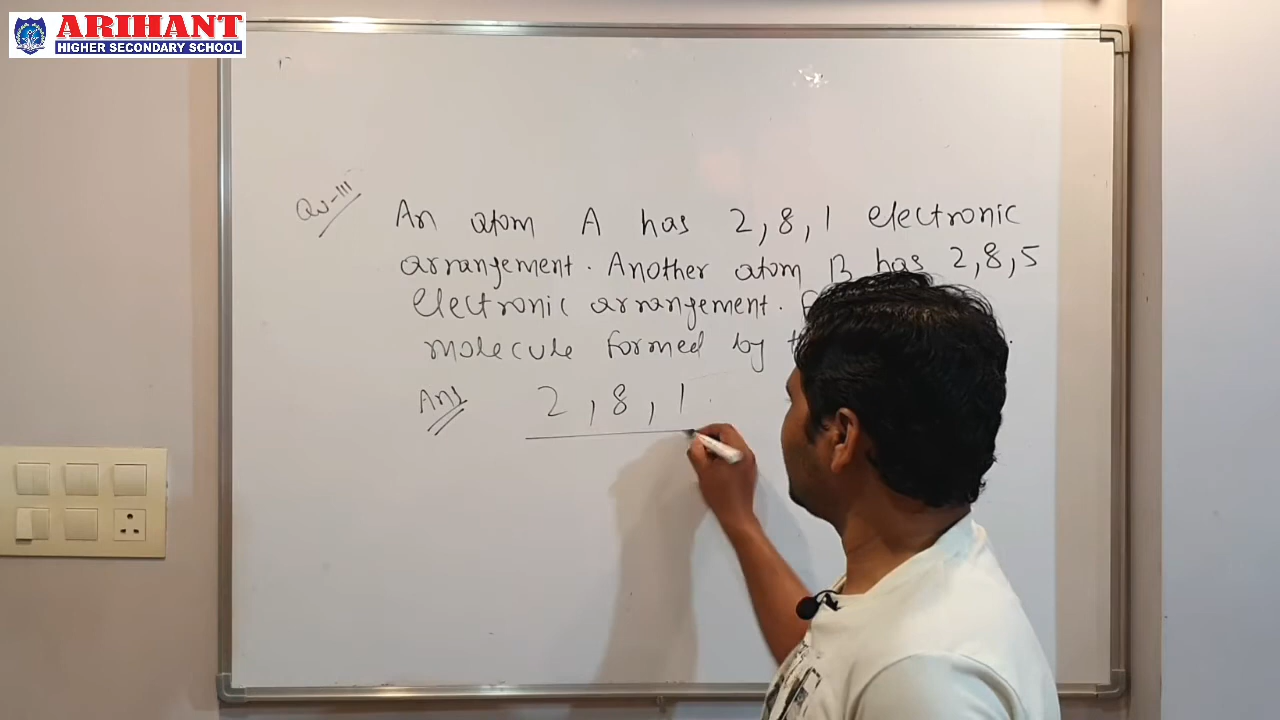 ARIHANT
HIGHER SECONDARY SCHOOL
Qu-III
An atom A has 2,8,1 electronic
arrangement. Another atom B has 2,8,5
electronic arrangement.
molecule formed by
Ans 2,8,1